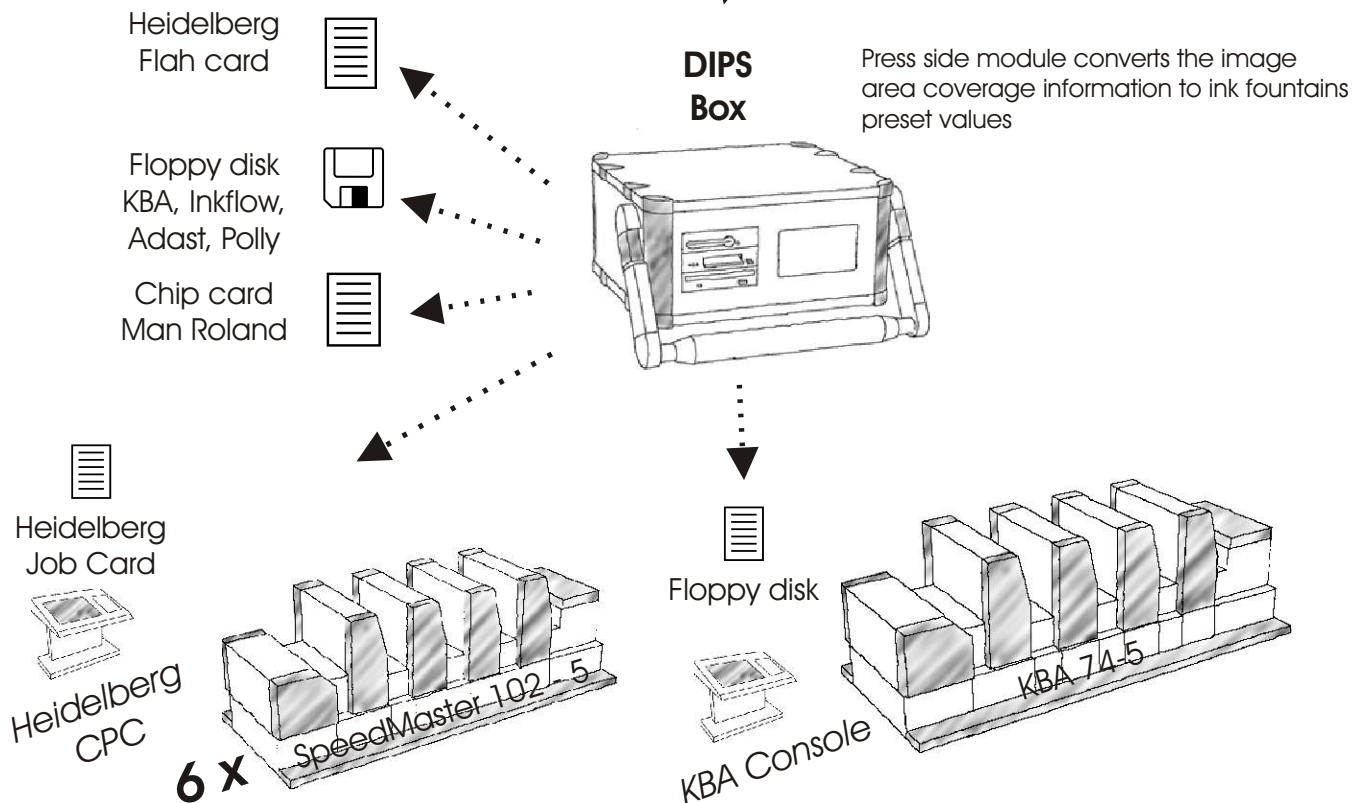 Heidelberg
Flah card
DIPS
Box
Press side module converts the image
area coverage information to ink fountains
preset values
Floppy disk
KBA, Inkflow,
Adast, Polly
Chip card
Man Roland
Heidelberg
Job Card
Floppy disk
Heidelberg
CPC
6 x
SpeedMaster 102 - 5
KBA Console
KBA 74-5